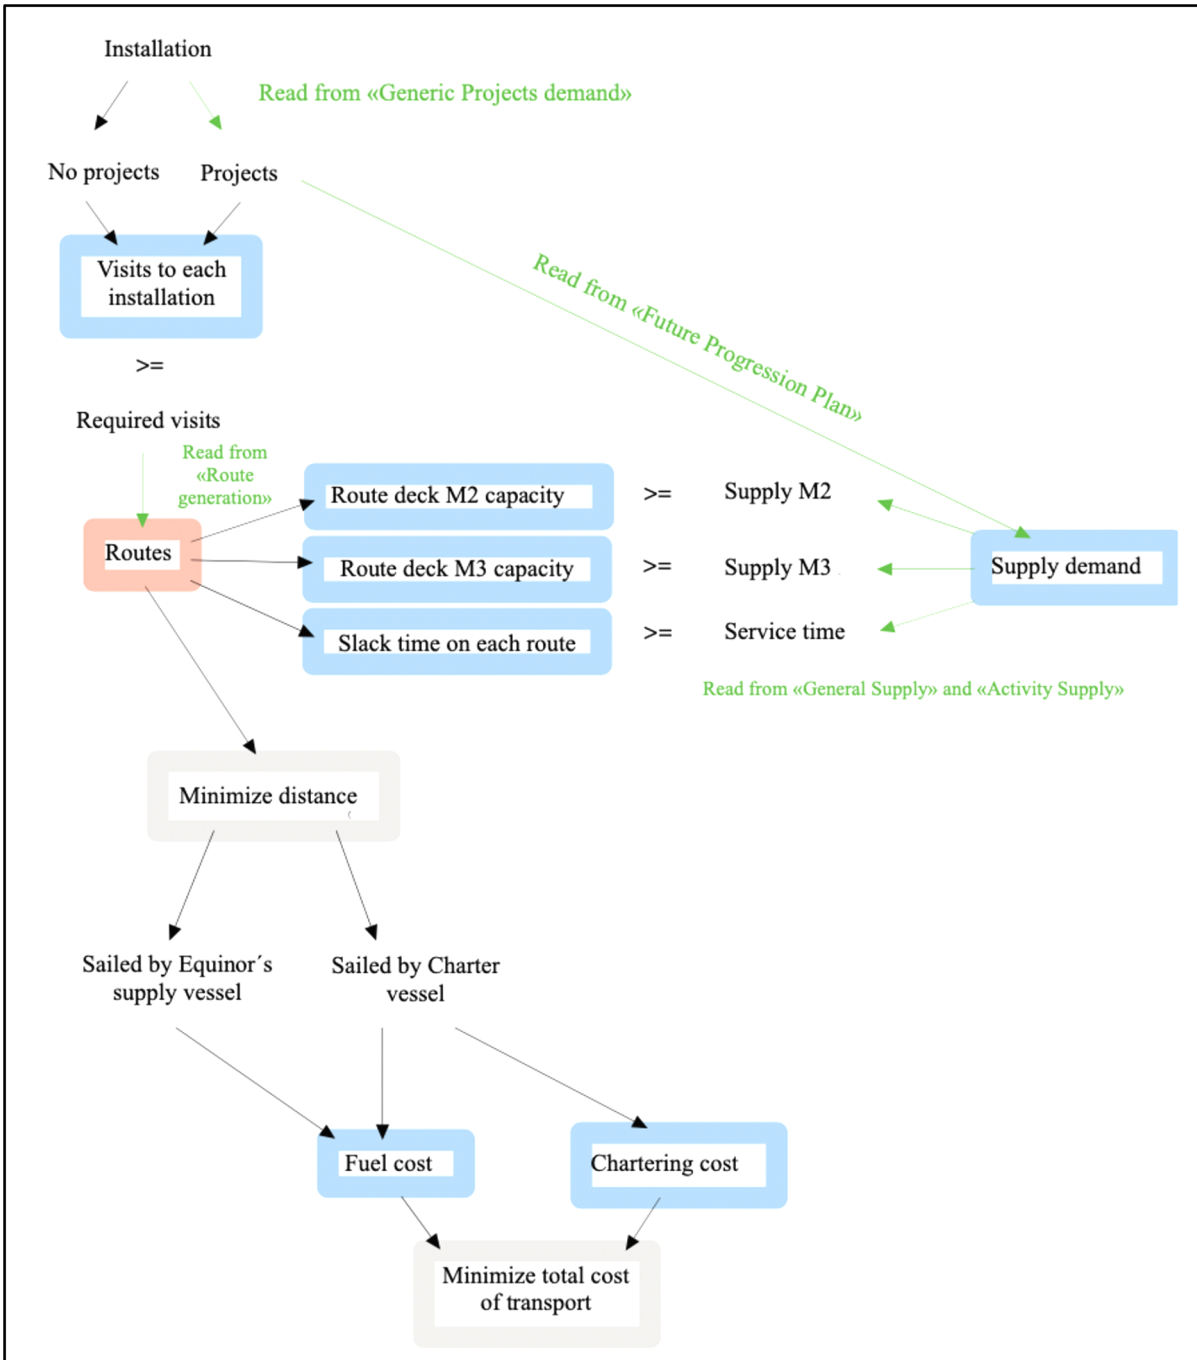 Installation
Read from «Generic Projects demand»
No projects
Projects
Visits to each
installation
Read from «Future Progression Plan»
>=
Required visits
Read from
«Route
generation»
Routes
Route deck M2 capacity
>=
Supply M2
Route deck M3 capacity
>=
Supply M3
Slack time on each route
>=
Service time
Supply demand
Read from «General Supply» and «Activity Supply»
Minimize distance
Sailed by Equinor´s
supply vessel
Sailed by Charter
vessel
Fuel cost
Chartering cost
Minimize total cost
of transport